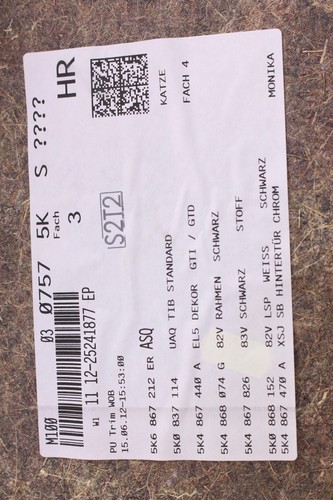 M100 03 0757 5K S ???? HR
Fach
3
W1 11 12-25241877 EP
PU Trim WOB
15.06.12-15:53:00
S2T2
KATZE
FACH 4
5K6 867 212 ER ASQ
5K0 837 114 UAQ TIB STANDARD
5K4 867 440 A EL5 DEKOR GTI / GTD
5K4 868 074 G 82V RAHMEN SCHWARZ
5K4 867 826 83V SCHWARZ STOFF
5K0 868 152 82V LSP WEISS SCHWARZ
5K4 867 470 A XSJ SB HINTERTÜR CHROM MONIKA